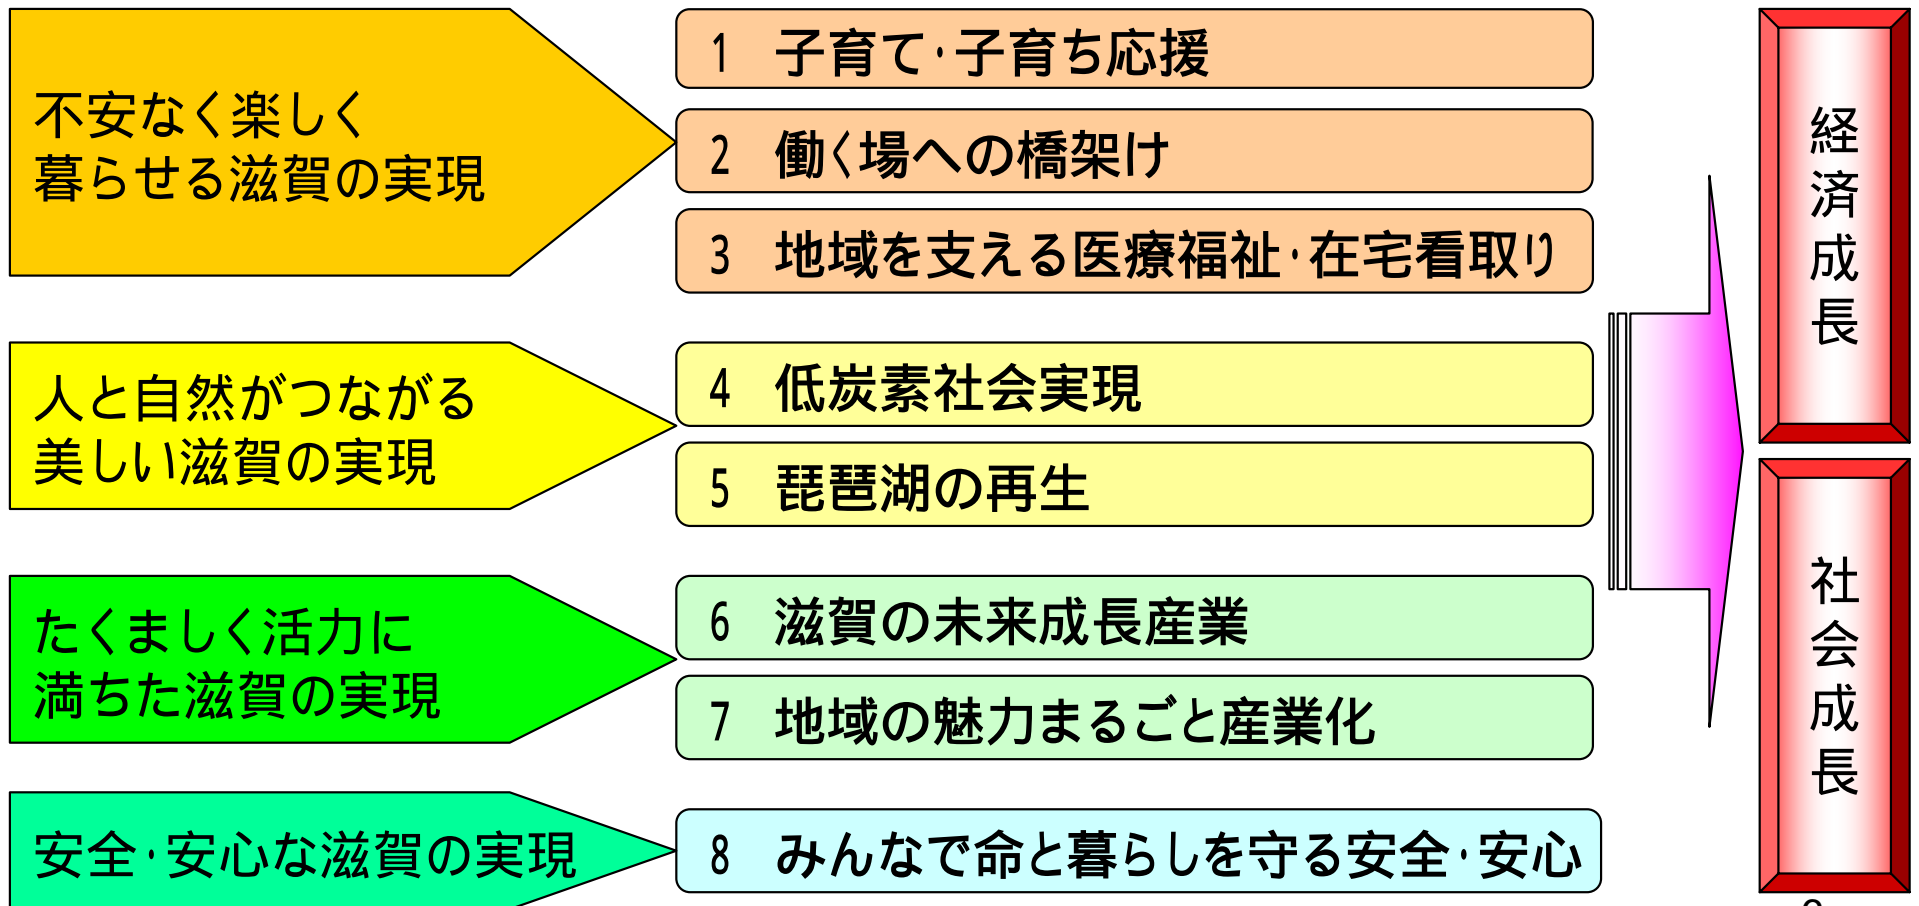 不安なく楽しく
暮らせる滋賀の実現
1 子育て・子育ち応援
2 働く場への橋架け
3 地域を支える医療福祉・在宅看取り
人と自然がつながる
美しい滋賀の実現
4 低炭素社会実現
5 琵琶湖の再生
たくましく活力に
満ちた滋賀の実現
6 滋賀の未来成長産業
7 地域の魅力まるごと産業化
安全・安心な滋賀の実現
8 みんなで命と暮らしを守る安全・安心
経済成長
社会成長